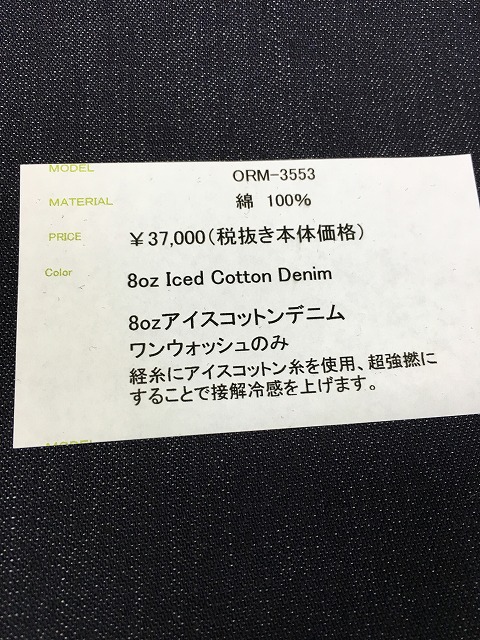 MODEL ORM-3553
MATERIAL 綿 100%
PRICE ¥37,000(税抜き本体価格)
Color 8oz Iced Cotton Denim
8ozアイスコットンデニム
ワンウォッシュのみ
経糸にアイスコットン糸を使用、超強撚に
することで接解冷感を上げます。
MODEL